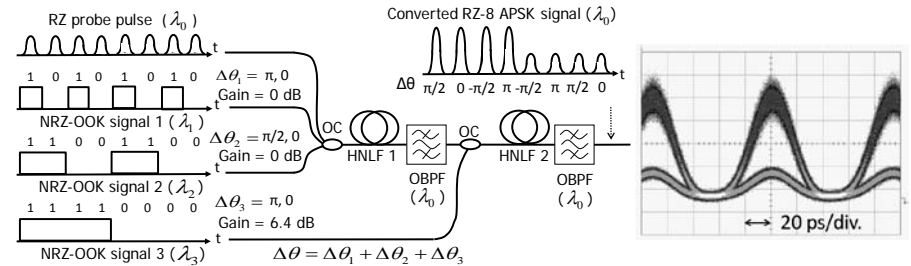 RZ probe pulse (λ₀)
t
1 0 1 0 1 0 1 0
Δθ₁ = π, 0
Gain = 0 dB
t
NRZ-OOK signal 1 (λ₁)
1 1 0 0 1 1 0 0
Δθ₂ = π/2, 0
Gain = 0 dB
t
NRZ-OOK signal 2 (λ₂)
1 1 1 1 0 0 0 0
Δθ₃ = π, 0
Gain = 6.4 dB
t
NRZ-OOK signal 3 (λ₃)
OC
HNLF 1
OBPF
(λ₀)
OC
HNLF 2
OBPF
(λ₀)
Δθ = Δθ₁ + Δθ₂ + Δθ₃
Converted RZ-8 APSK signal (λ₀)
t
Δθ π/2 0 -π/2 π -π/2 π π/2 0
20 ps/div.